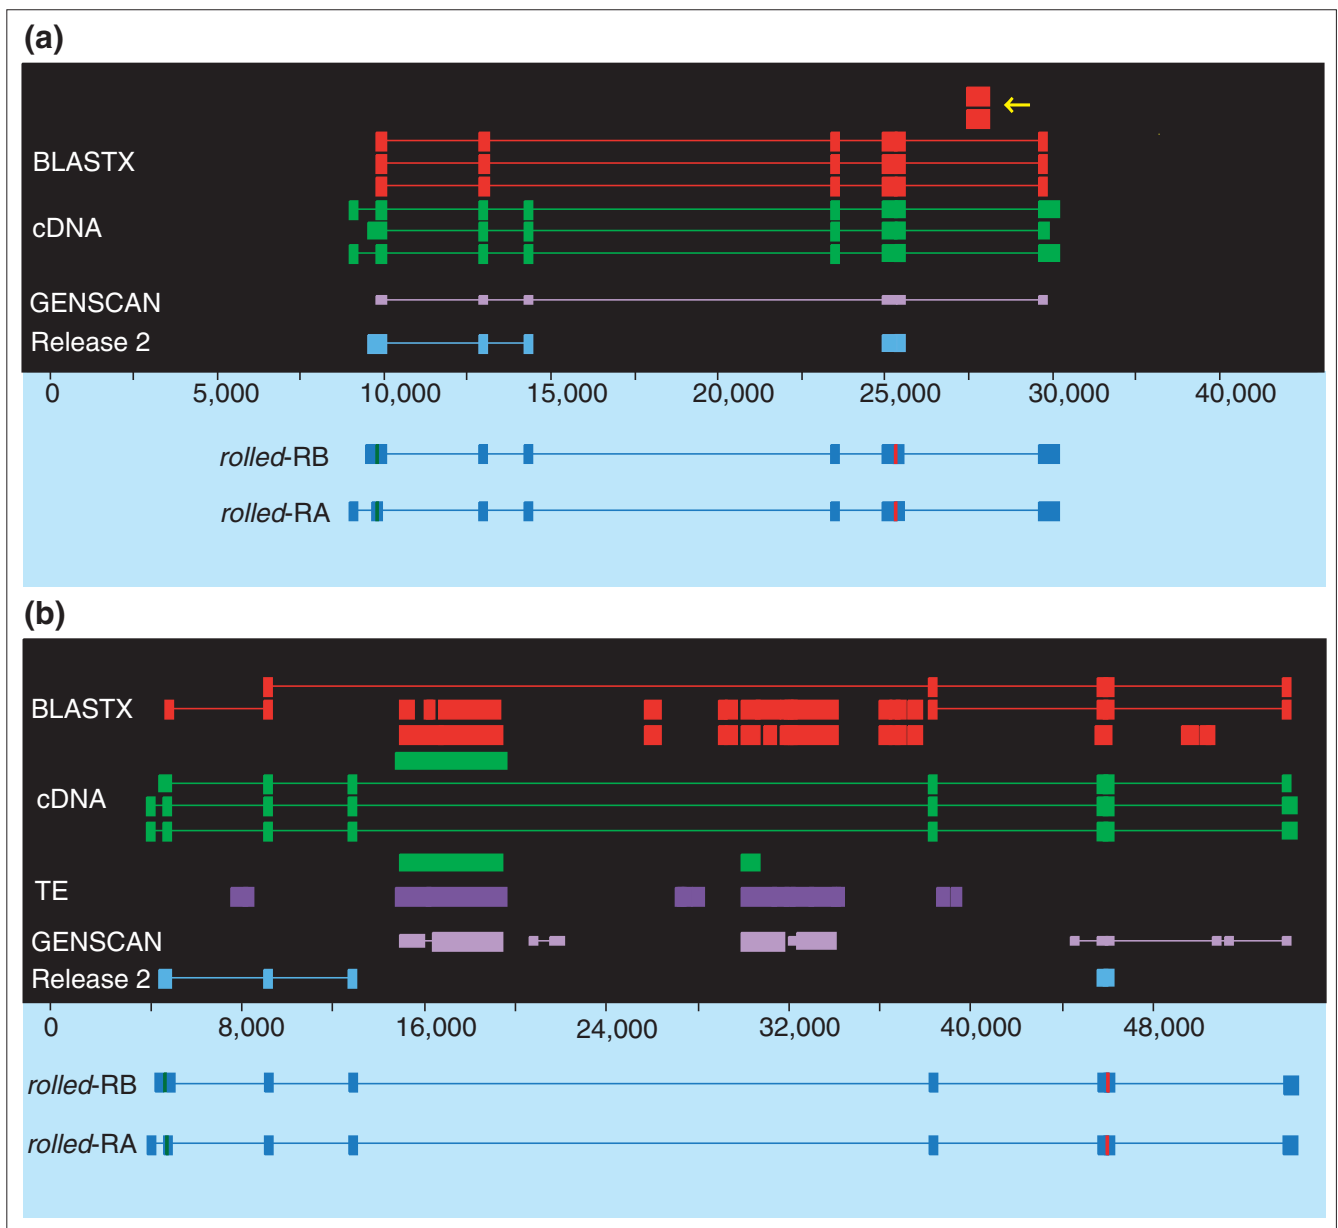 (a)
BLASTX
cDNA
GENSCAN
Release 2
0 5,000 10,000 15,000 20,000 25,000 30,000 40,000
rolled-RB
rolled-RA
(b)
BLASTX
cDNA
TE
GENSCAN
Release 2
0 8,000 16,000 24,000 32,000 40,000 48,000
rolled-RB
rolled-RA